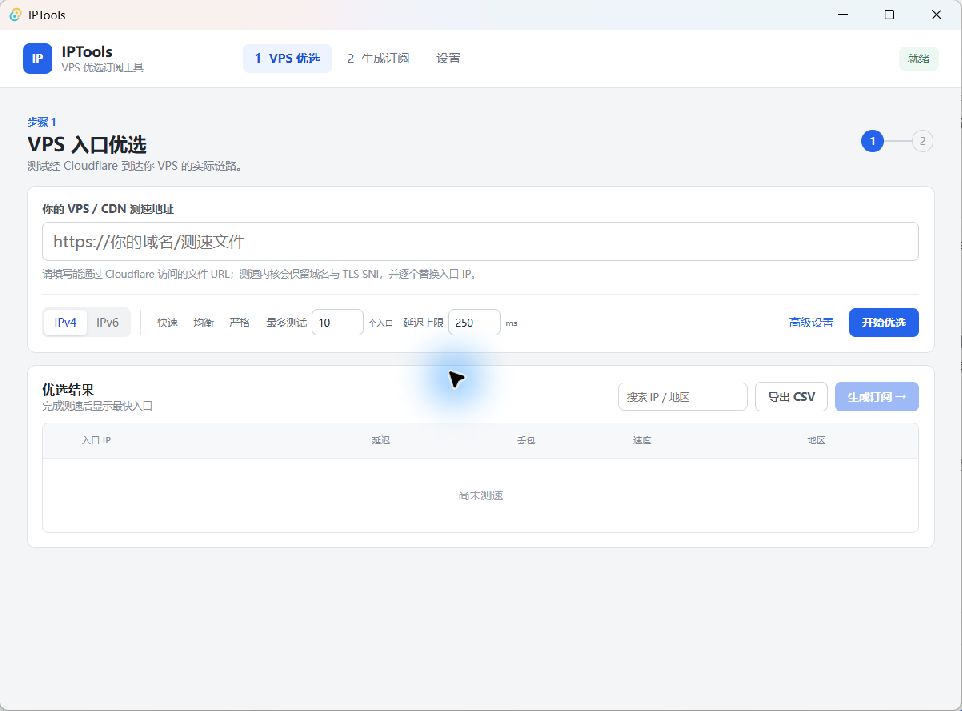 IPTools
IP
IPTools
VPS 优选订阅工具
1 VPS 优选
2 生成订阅
设置
就绪
步骤 1
VPS 入口优选
测试经 Cloudflare 到达你 VPS 的实际链路。
1
2
你的 VPS / CDN 测速地址
https://你的域名/测速文件
请填写能通过 Cloudflare 访问的文件 URL；测速内核会保留域名与 TLS SNI，并逐个替换入口 IP。
IPv4 IPv6 快速 均衡 严格 最多测试 10 个入口 延迟上限 250 ms 高级设置 开始优选
优选结果
完成测速后显示最快入口
搜索 IP / 地区
导出 CSV
生成订阅 →
入口 IP 延迟 丢包 速度 地区
尚未测速